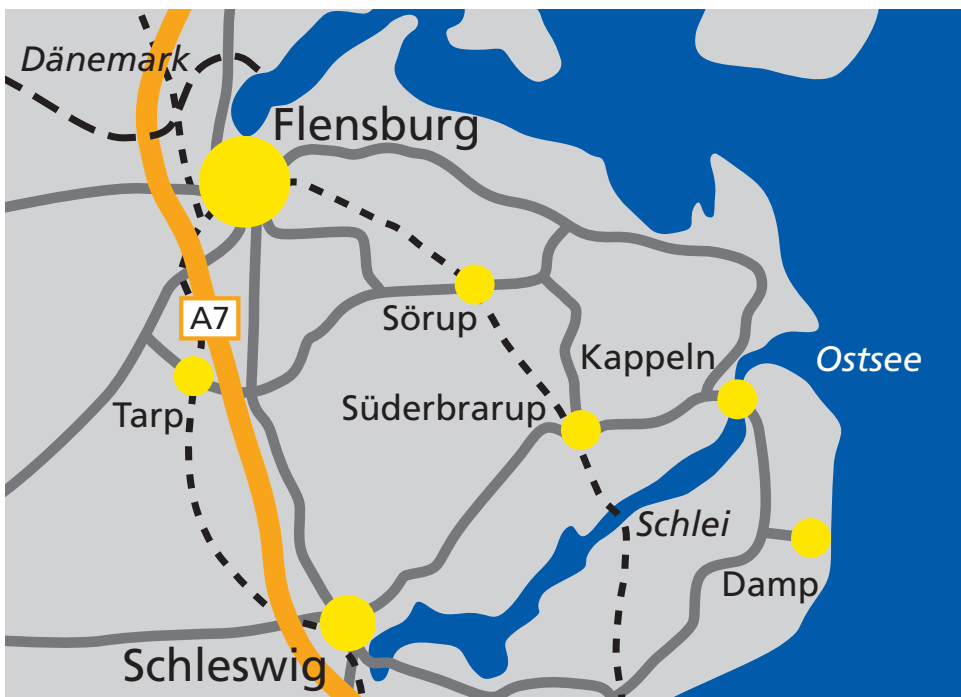 Dänemark
Flensburg
A7
Sörup
Kappeln
Ostsee
Tarp
Süderbrarup
Schlei
Damp
Schleswig